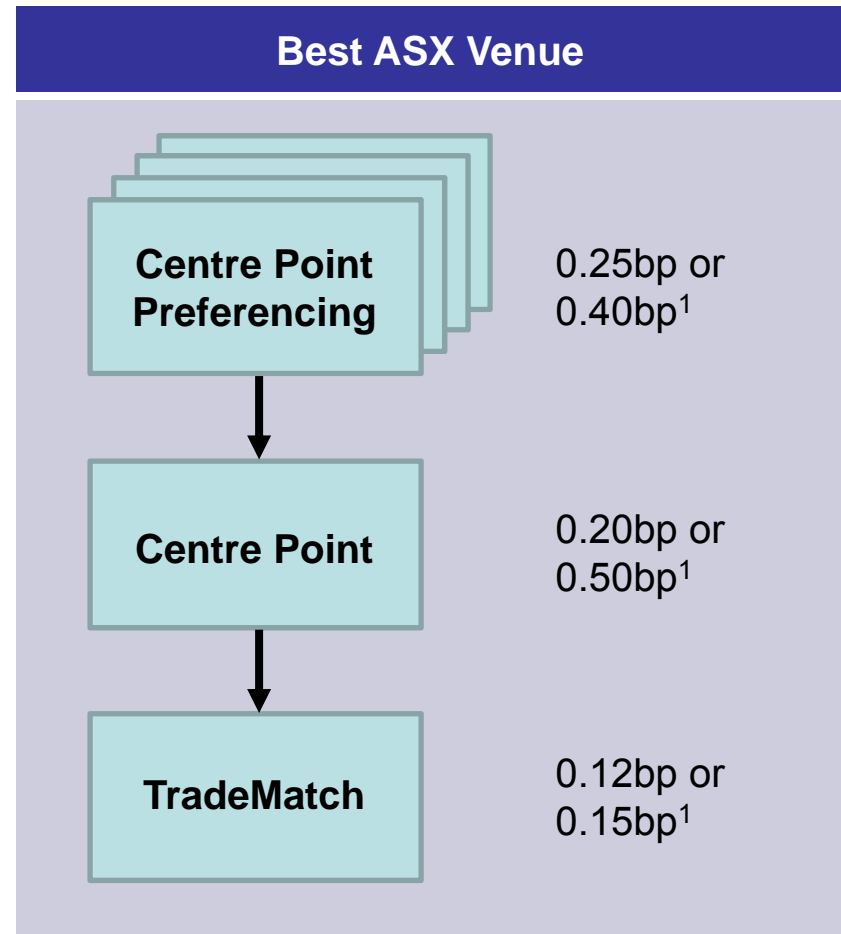 Best ASX Venue
Centre Point
Preferencing
0.25bp or
0.40bp¹
Centre Point
0.20bp or
0.50bp¹
TradeMatch
0.12bp or
0.15bp¹